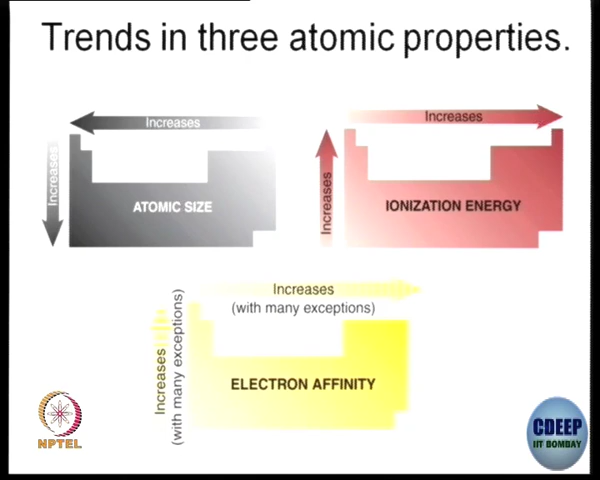 Trends in three atomic properties.
Increases
Increases
ATOMIC SIZE
Increases
Increases
IONIZATION ENERGY
Increases
(with many exceptions)
Increases
(with many exceptions)
ELECTRON AFFINITY
NPTEL
CDEEP
IIT BOMBAY